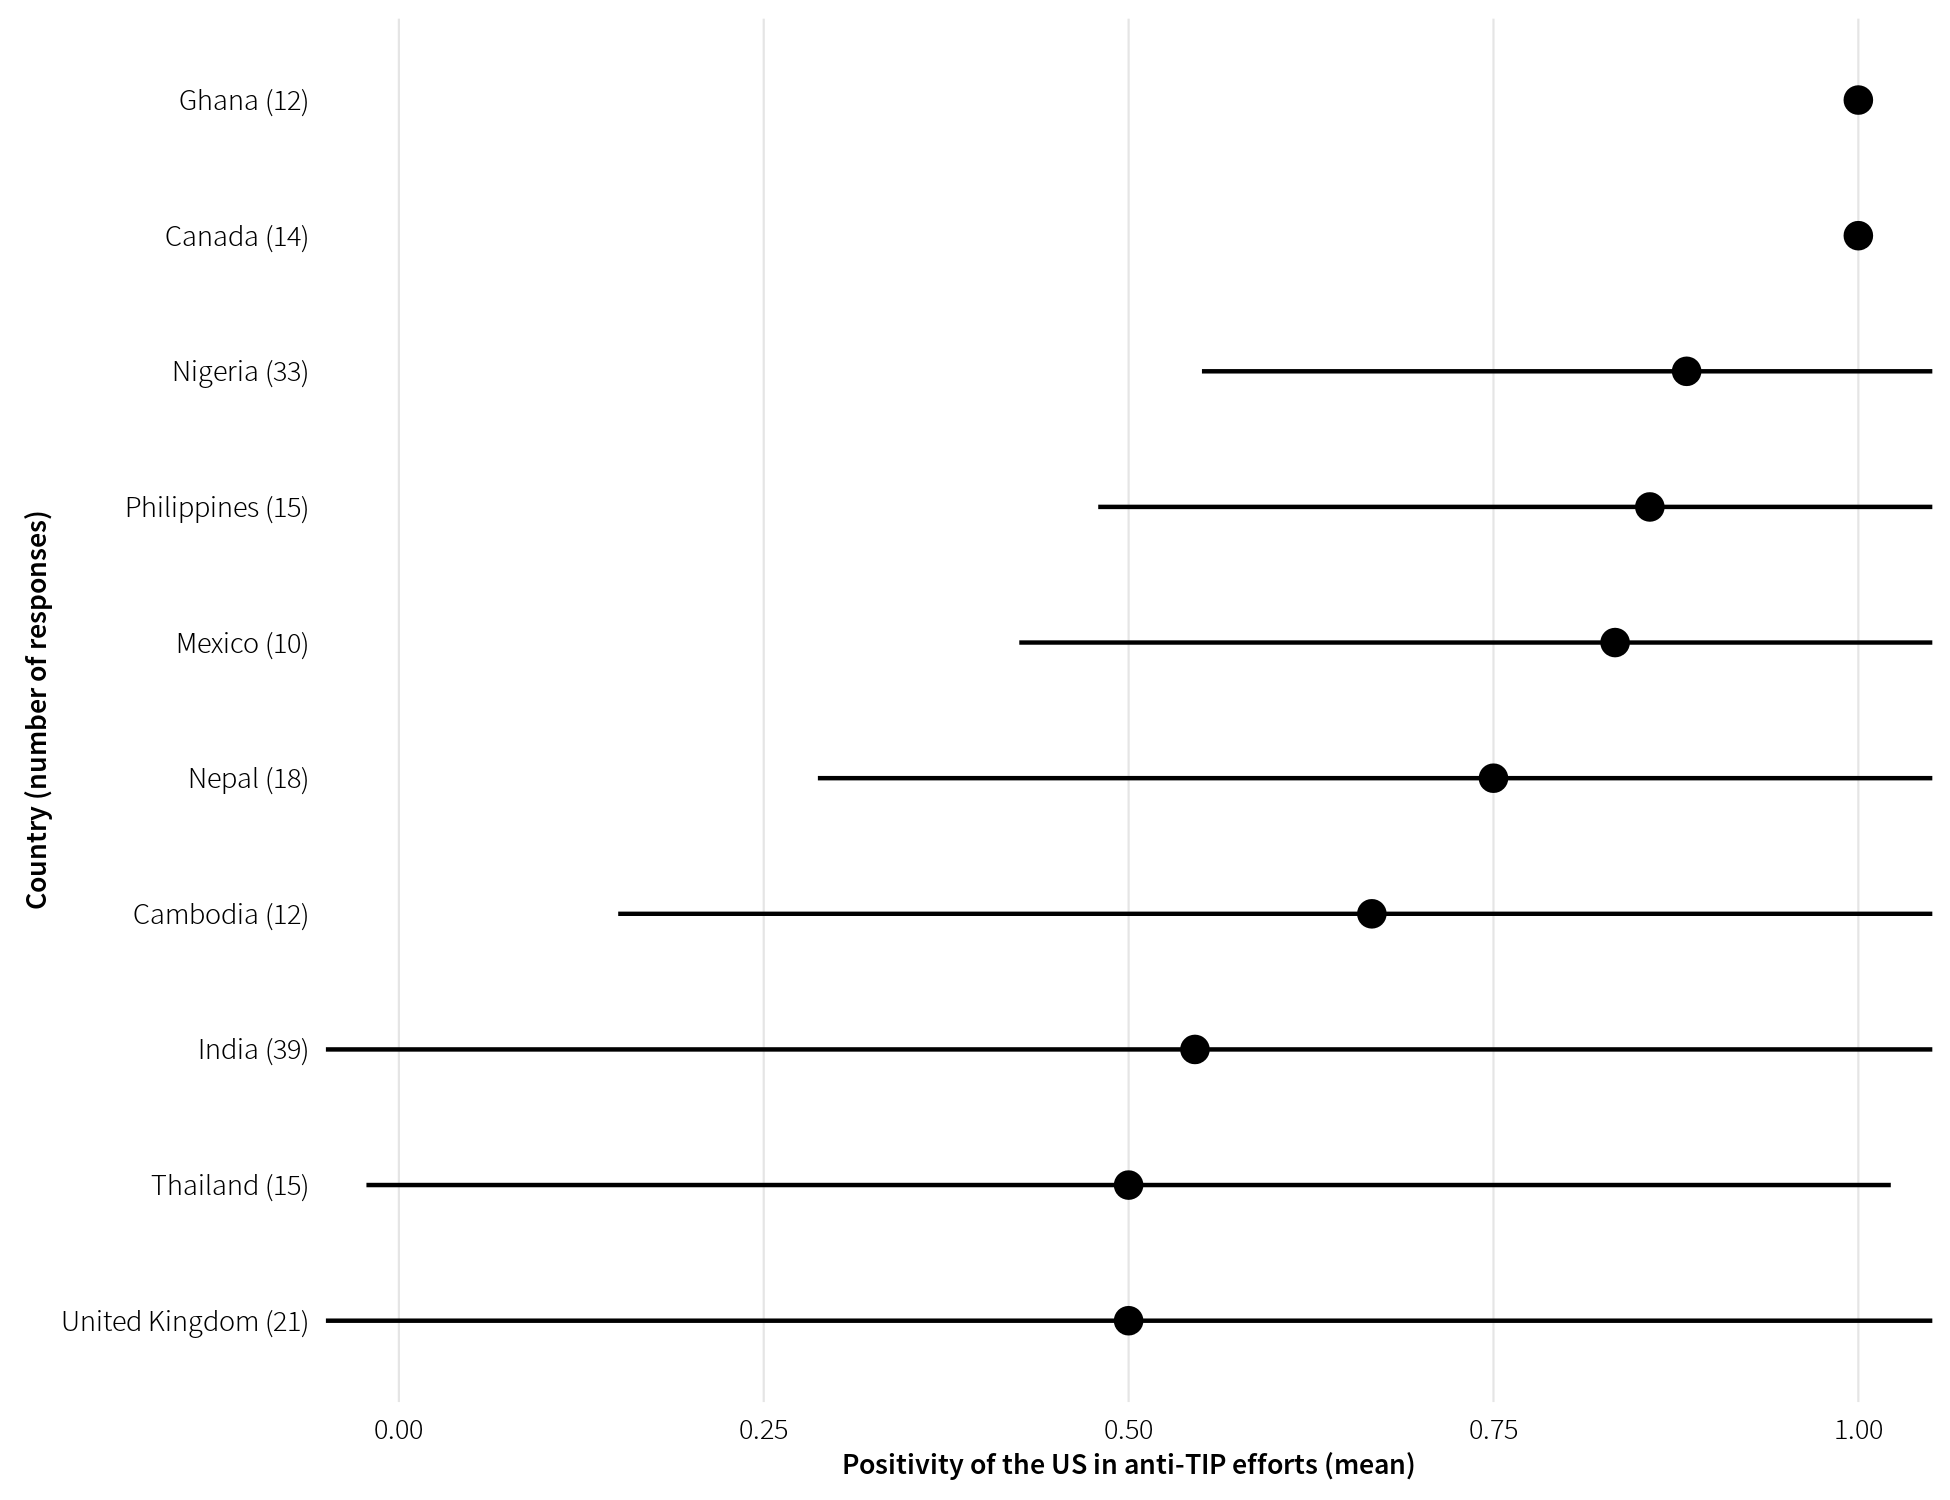 Country (number of responses)
Ghana (12)
Canada (14)
Nigeria (33)
Philippines (15)
Mexico (10)
Nepal (18)
Cambodia (12)
India (39)
Thailand (15)
United Kingdom (21)
0.00 0.25 0.50 0.75 1.00
Positivity of the US in anti-TIP efforts (mean)